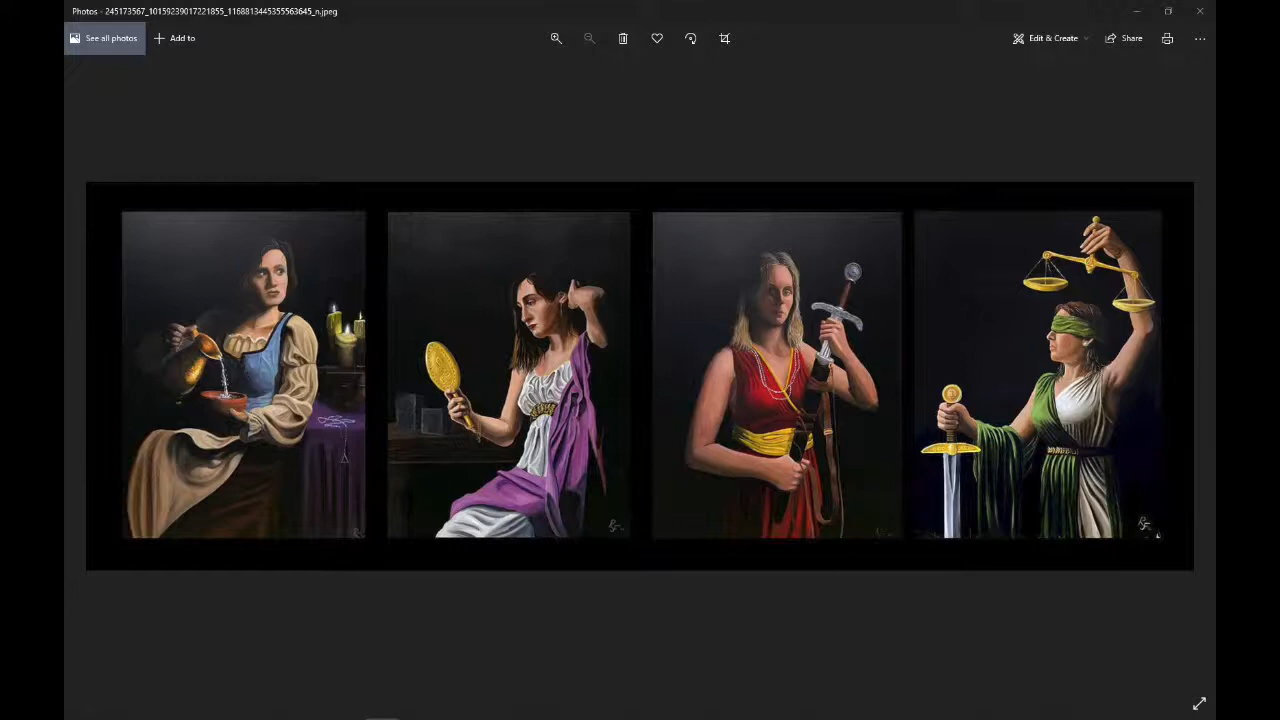 Photos - 245173567_10159239017221855_1168813445355563645_n.jpeg
See all photos
Add to
Edit & Create
Share